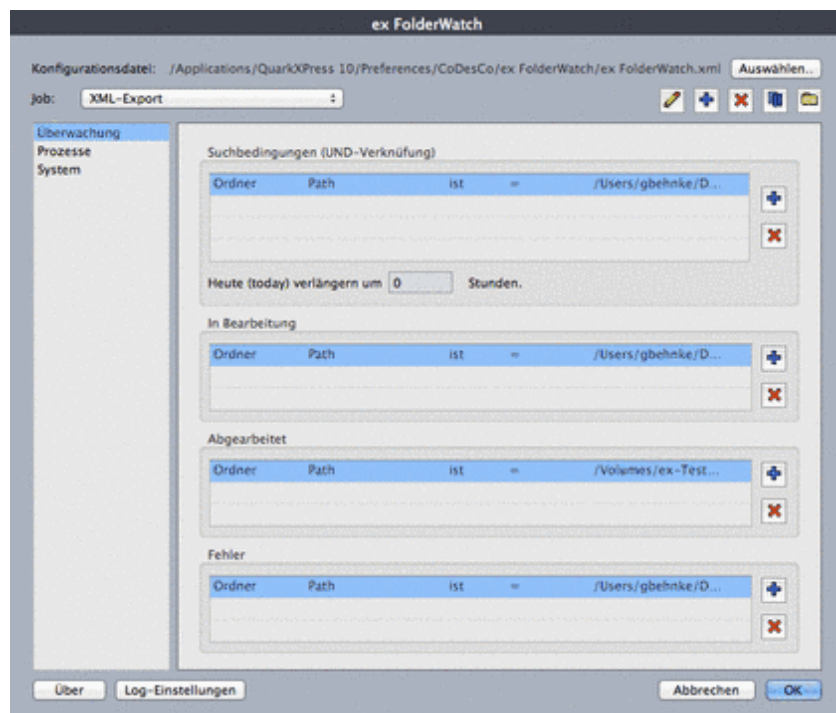 ex FolderWatch
Konfigurationsdatei: /Applications/QuarkXPress 10/Preferences/CoDesCo/ex FolderWatch/ex FolderWatch.xml Auswählen...
Job: XML-Export
Überwachung
Prozesse
System
Suchbedingungen (UND-Verknüfung)
Ordner Path ist = /Users/gbehnke/D...
Heute (today) verlängern um 0 Stunden.
In Bearbeitung
Ordner Path ist = /Users/gbehnke/D...
Abgearbeitet
Ordner Path ist = /Volumes/ex-Test...
Fehler
Ordner Path ist = /Users/gbehnke/D...
Über Log-Einstellungen Abbrechen OK